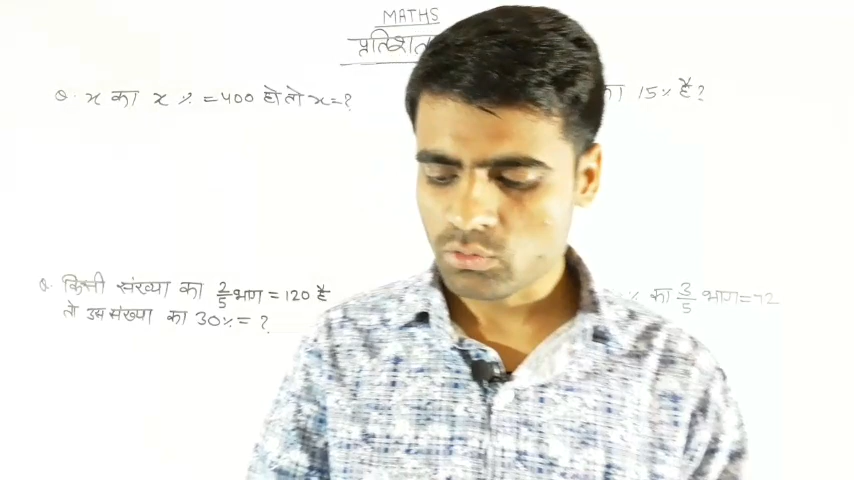 MATHS
प्रतिशत
Q. x का x % = 400 हो तो x = ?
का 15% है?
Q. किसी संख्या का 2/5 भाग = 120 है
तो उस संख्या का 30% = ?
% का 3/5 भाग = 72